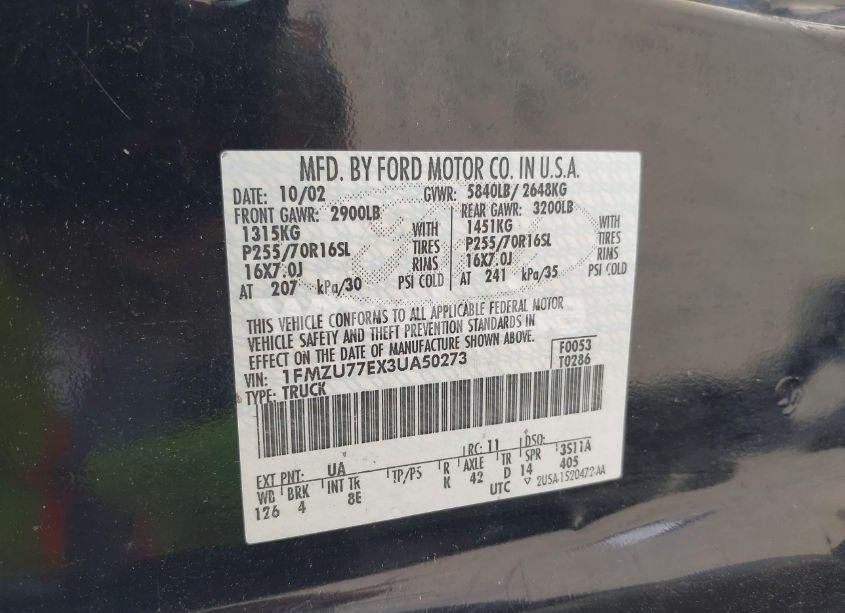 MFD. BY FORD MOTOR CO. IN U.S.A.
DATE: 10/02 GVWR: 5840LB/ 2648KG
FRONT GAWR: 2900LB REAR GAWR: 3200LB
1315KG WITH 1451KG WITH
P255/70R16SL TIRES P255/70R16SL TIRES
16X7.0J RIMS 16X7.0J RIMS
AT 207 kPa/30 PSI COLD AT 241 kPa/35 PSI COLD
THIS VEHICLE CONFORMS TO ALL APPLICABLE FEDERAL MOTOR
VEHICLE SAFETY AND THEFT PREVENTION STANDARDS IN
EFFECT ON THE DATE OF MANUFACTURE SHOWN ABOVE.
F0053
VIN: 1FMZU77EX3UA50273 T0286
TYPE: TRUCK
EXT PNT: UA RC: 11 DSO:
WB BRK INT TR TP/PS R AXLE TR SPR 3S11A
126 4 8E K 42 D 14 405
UTC ▽ 2U5A-1520472-AA